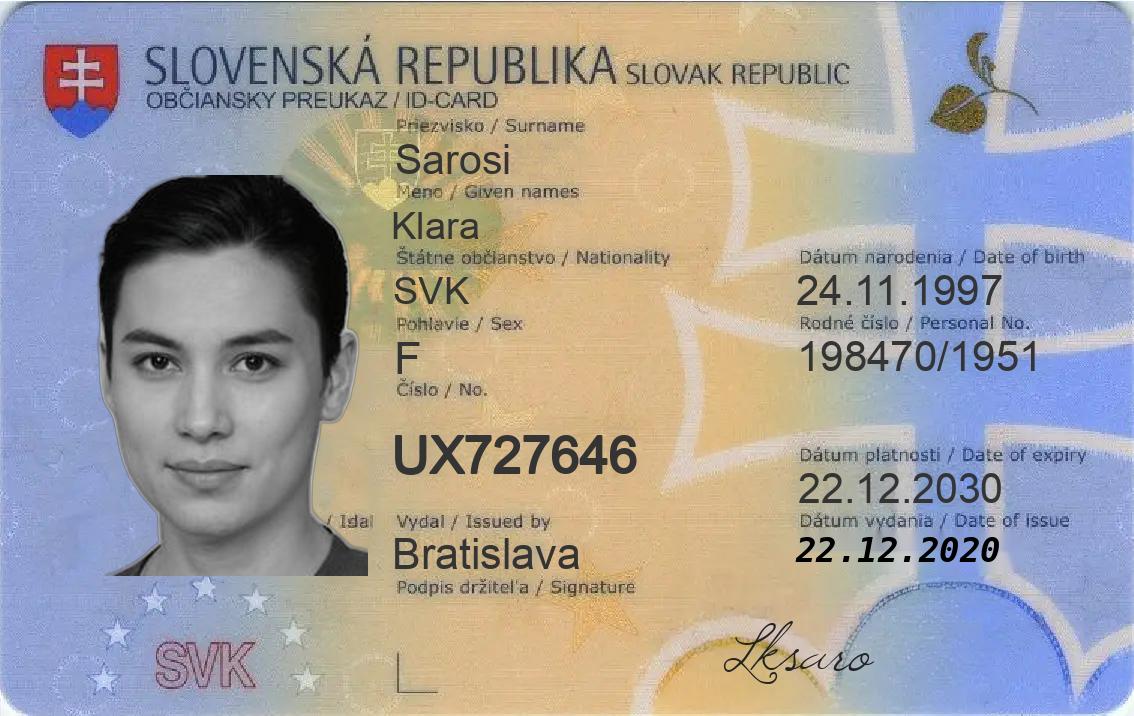 SLOVENSKÁ REPUBLIKA SLOVAK REPUBLIC
OBČIANSKY PREUKAZ / ID-CARD
Priezvisko / Surname
Sarosi
Meno / Given names
Klara
Štátne občianstvo / Nationality
SVK
Dátum narodenia / Date of birth
24.11.1997
Pohlavie / Sex
F
Rodné číslo / Personal No.
198470/1951
Číslo / No.
UX727646
Dátum platnosti / Date of expiry
22.12.2030
Vydal / Issued by
Bratislava
Dátum vydania / Date of issue
22.12.2020
Podpis držiteľa / Signature
Lksaro
SVK